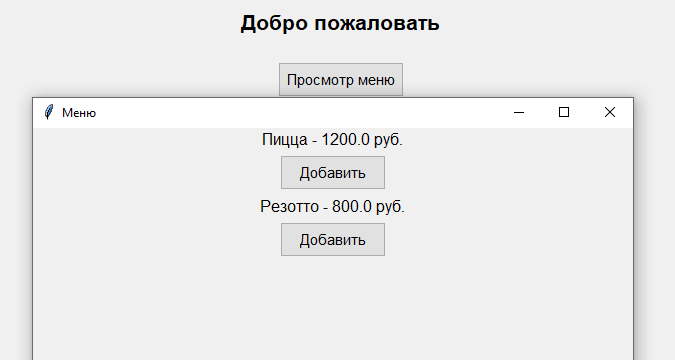 Добро пожаловать
Просмотр меню
Меню
Пицца - 1200.0 руб.
Добавить
Резотто - 800.0 руб.
Добавить